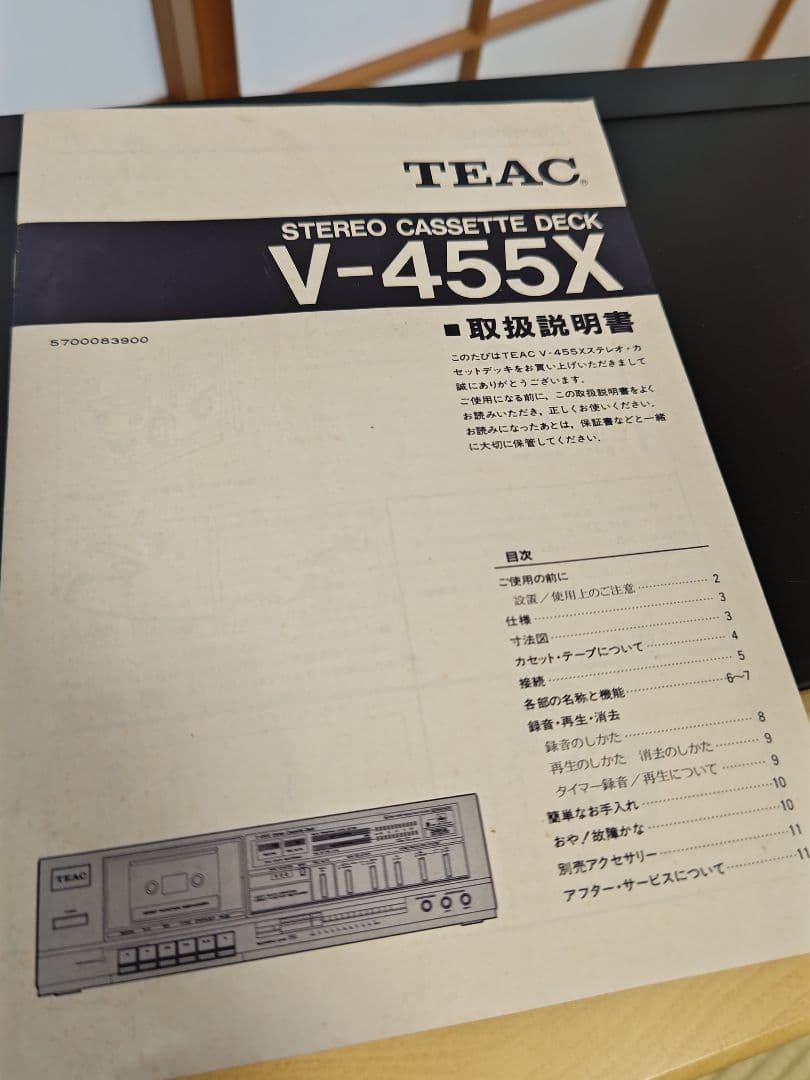 TEAC®
STEREO CASSETTE DECK
V-455X
5700083900
■ 取扱説明書
このたびはTEAC V-455Xステレオ・カ
セットデッキをお買い上げいただきまして
誠にありがとうございます。
ご使用になる前に，この取扱説明書をよく
お読みいただき，正しくお使いください．
お読みになったあとは，保証書などと一緒
に大切に保管してください．
目次
ご使用の前に
設置／使用上のご注意 2
仕様 3
寸法図 3
カセット・テープについて 4
接続 5
各部の名称と機能 6〜7
録音・再生・消去
録音のしかた 8
再生のしかた 消去のしかた 9
タイマー録音／再生について 9
簡単なお手入れ 10
おや！故障かな 10
別売アクセサリー 11
アフター・サービスについて 11
TEAC